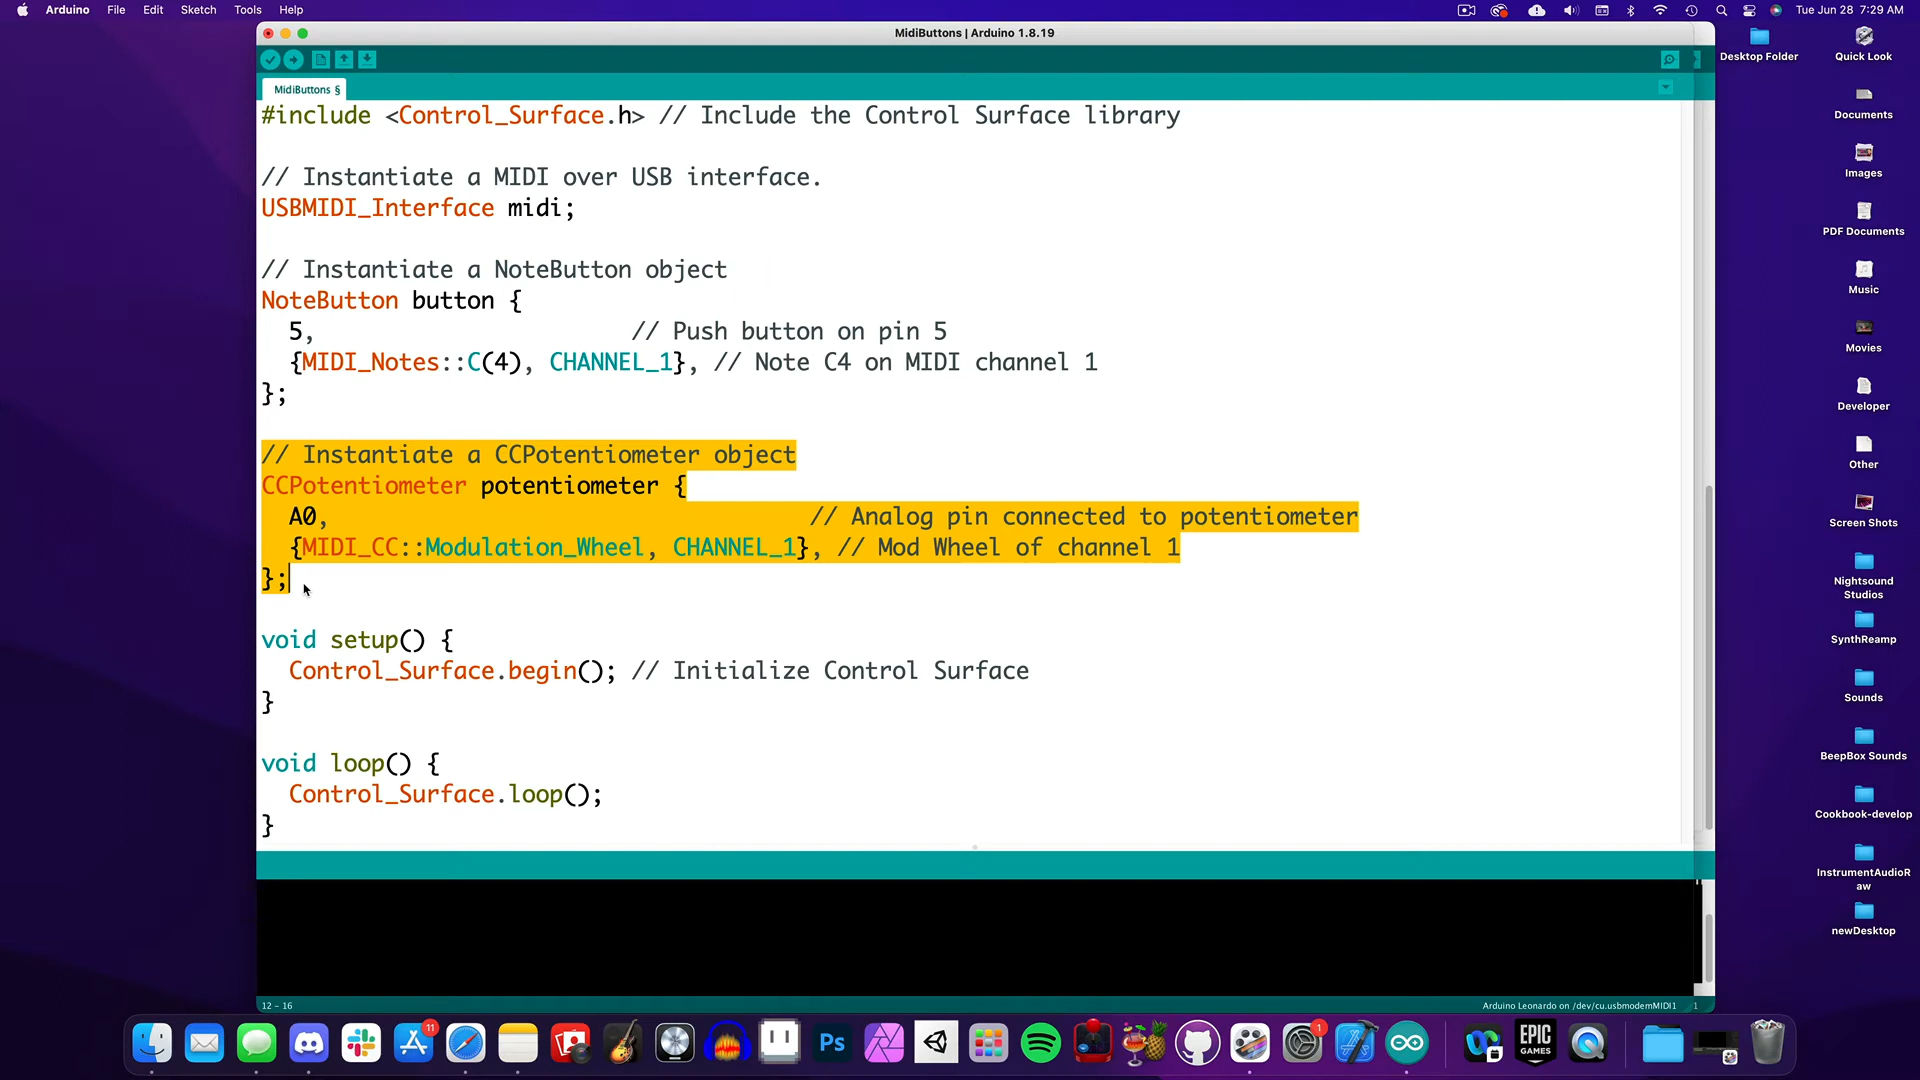 Arduino File Edit Sketch Tools Help
Tue Jun 28 7:29 AM
MidiButtons | Arduino 1.8.19
MidiButtons §
#include <Control_Surface.h> // Include the Control Surface library
// Instantiate a MIDI over USB interface.
USBMIDI_Interface midi;
// Instantiate a NoteButton object
NoteButton button {
5, // Push button on pin 5
{MIDI_Notes::C(4), CHANNEL_1}, // Note C4 on MIDI channel 1
};
// Instantiate a CCPotentiometer object
CCPotentiometer potentiometer {
A0, // Analog pin connected to potentiometer
{MIDI_CC::Modulation_Wheel, CHANNEL_1}, // Mod Wheel of channel 1
};
void setup() {
Control_Surface.begin(); // Initialize Control Surface
}
void loop() {
Control_Surface.loop();
}
12 - 16
Arduino Leonardo on /dev/cu.usbmodemMIDI1
1
Desktop Folder
Quick Look
Documents
Images
PDF Documents
Music
Movies
Developer
Other
Screen Shots
Nightsound
Studios
SynthReamp
Sounds
BeepBox Sounds
Cookbook-develop
InstrumentAudioR
aw
newDesktop
11
Ps
1
EPIC
GAMES